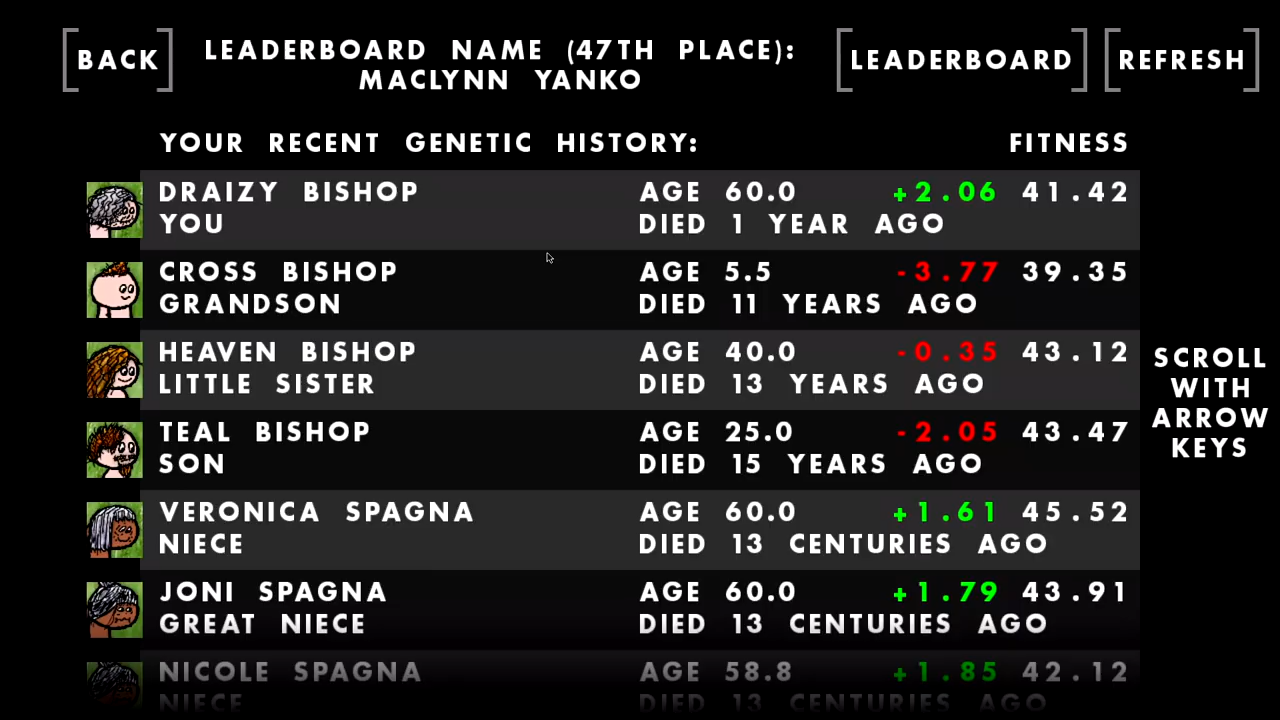 BACK
LEADERBOARD NAME (47TH PLACE):
MACLYNN YANKO
LEADERBOARD
REFRESH
YOUR RECENT GENETIC HISTORY: FITNESS
DRAIZY BISHOP AGE 60.0 +2.06 41.42
YOU DIED 1 YEAR AGO
CROSS BISHOP AGE 5.5 -3.77 39.35
GRANDSON DIED 11 YEARS AGO
HEAVEN BISHOP AGE 40.0 -0.35 43.12
LITTLE SISTER DIED 13 YEARS AGO
TEAL BISHOP AGE 25.0 -2.05 43.47
SON DIED 15 YEARS AGO
VERONICA SPAGNA AGE 60.0 +1.61 45.52
NIECE DIED 13 CENTURIES AGO
JONI SPAGNA AGE 60.0 +1.79 43.91
GREAT NIECE DIED 13 CENTURIES AGO
NICOLE SPAGNA AGE 58.8 +1.85 42.12
NIECE DIED 13 CENTURIES AGO
SCROLL
WITH
ARROW
KEYS